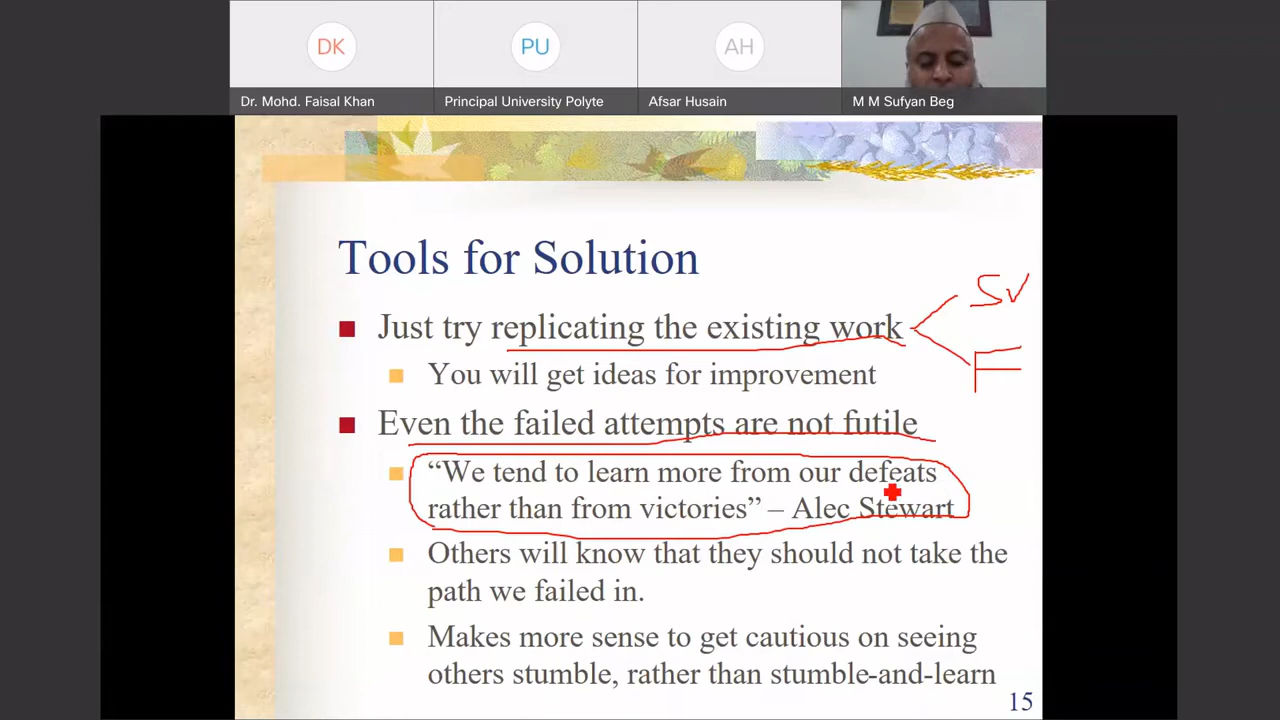 DK
PU
AH
Dr. Mohd. Faisal Khan
Principal University Polyte
Afsar Husain
M M Sufyan Beg
Tools for Solution
Just try replicating the existing work
F
You will get ideas for improvement
Even the failed attempts are not futile
“We tend to learn more from our defeats
rather than from victories” – Alec Stewart
Others will know that they should not take the
path we failed in.
Makes more sense to get cautious on seeing
others stumble, rather than stumble-and-learn
15